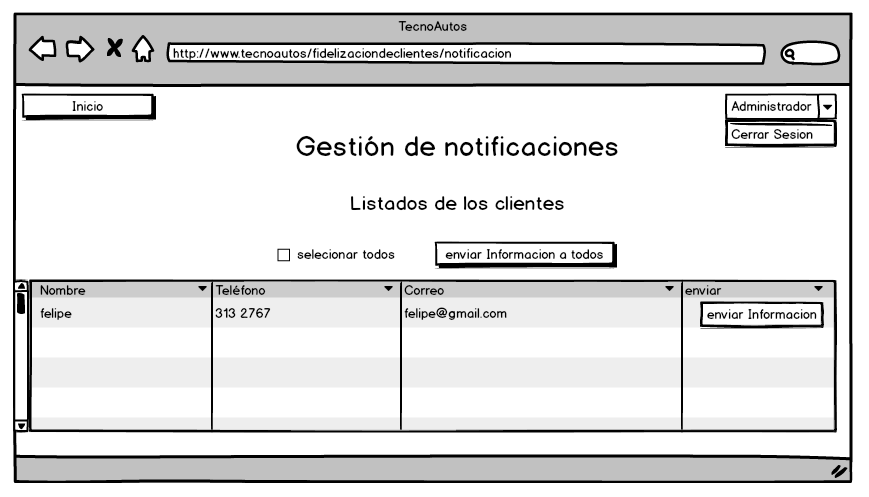 TecnoAutos
http://www.tecnoautos/fidelizaciondeclientes/notificacion
Inicio
Administrador
Cerrar Sesion
Gestión de notificaciones
Listados de los clientes
selecionar todos
enviar Informacion a todos
Nombre Teléfono Correo enviar
felipe 313 2767 felipe@gmail.com enviar Informacion